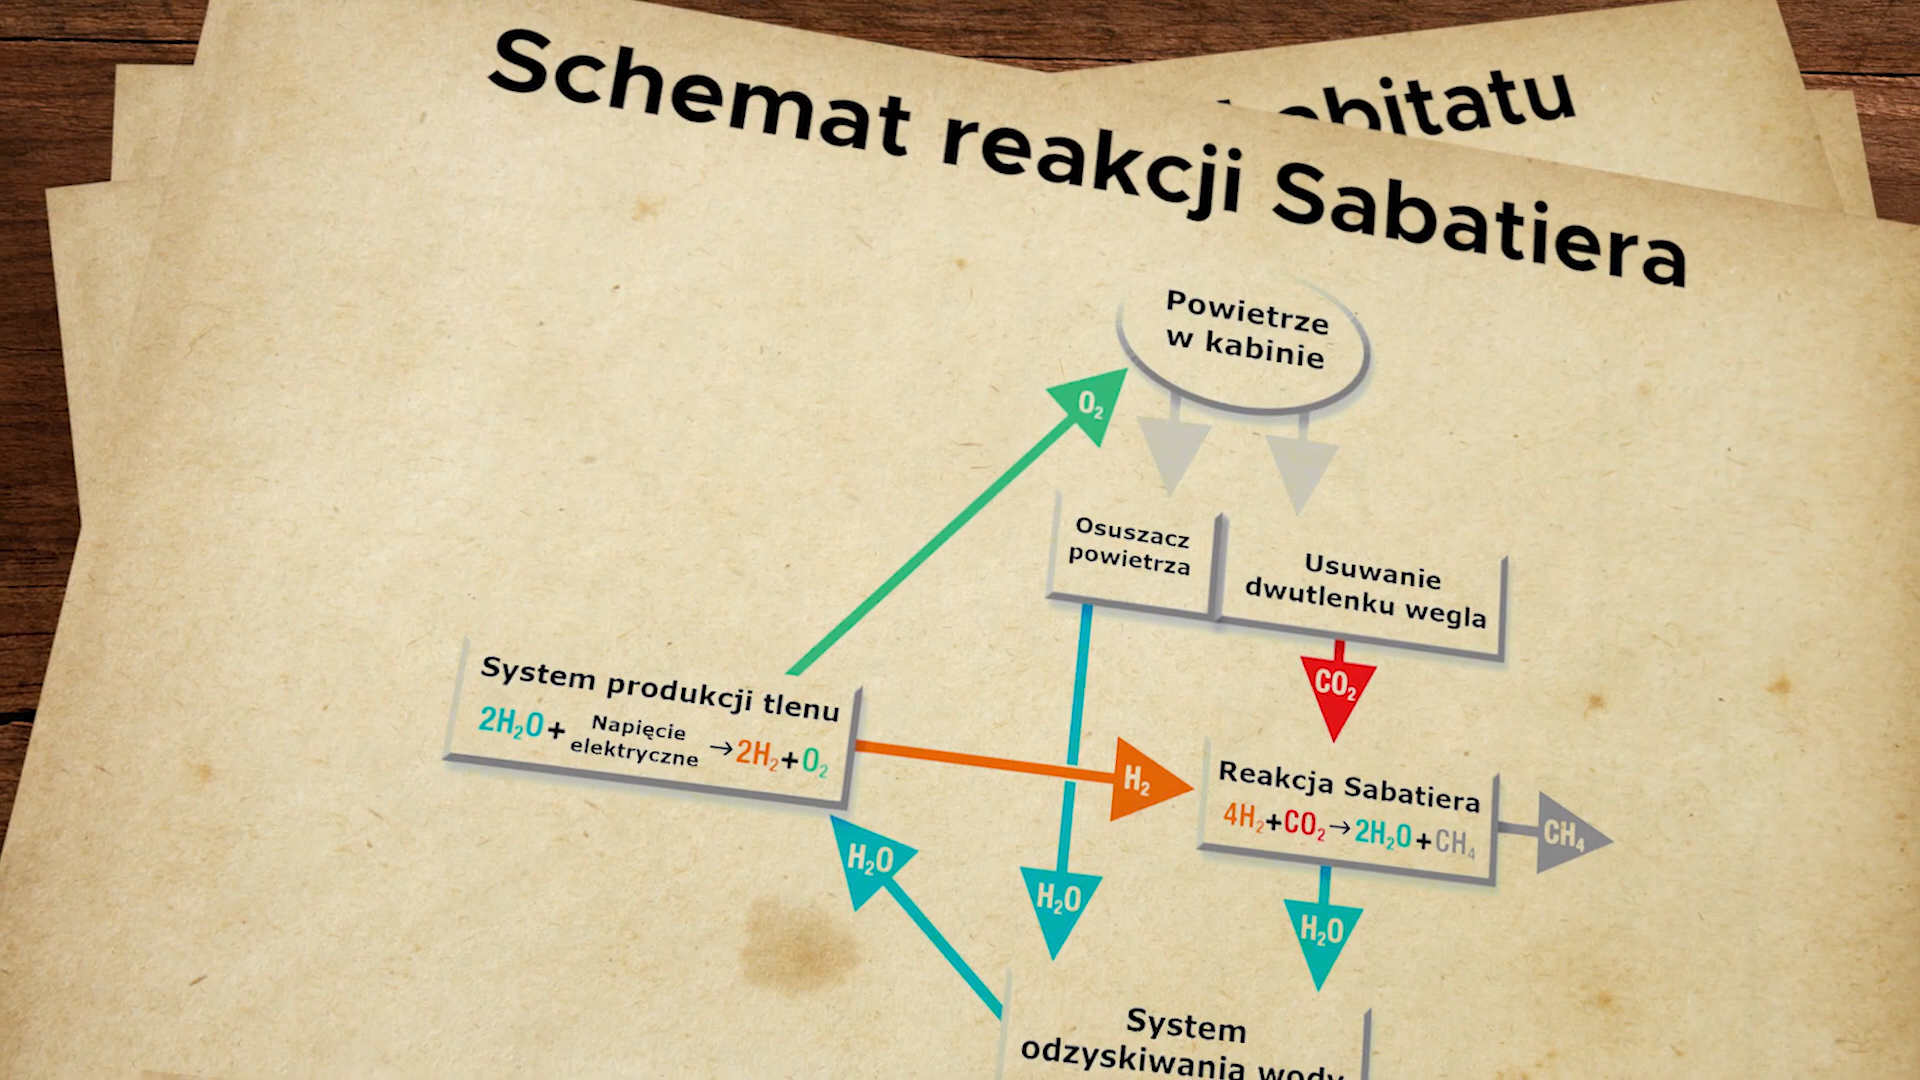 Schemat reakcji Sabatiera
Powietrze
w kabinie
O₂
Osuszacz
powietrza
Usuwanie
dwutlenku wegla
CO₂
System produkcji tlenu
2H₂O + Napięcie elektryczne → 2H₂ + O₂
H₂
Reakcja Sabatiera
4H₂+CO₂→2H₂O+CH₄
CH₄
H₂O
H₂O
H₂O
System
odzyskiwania wody